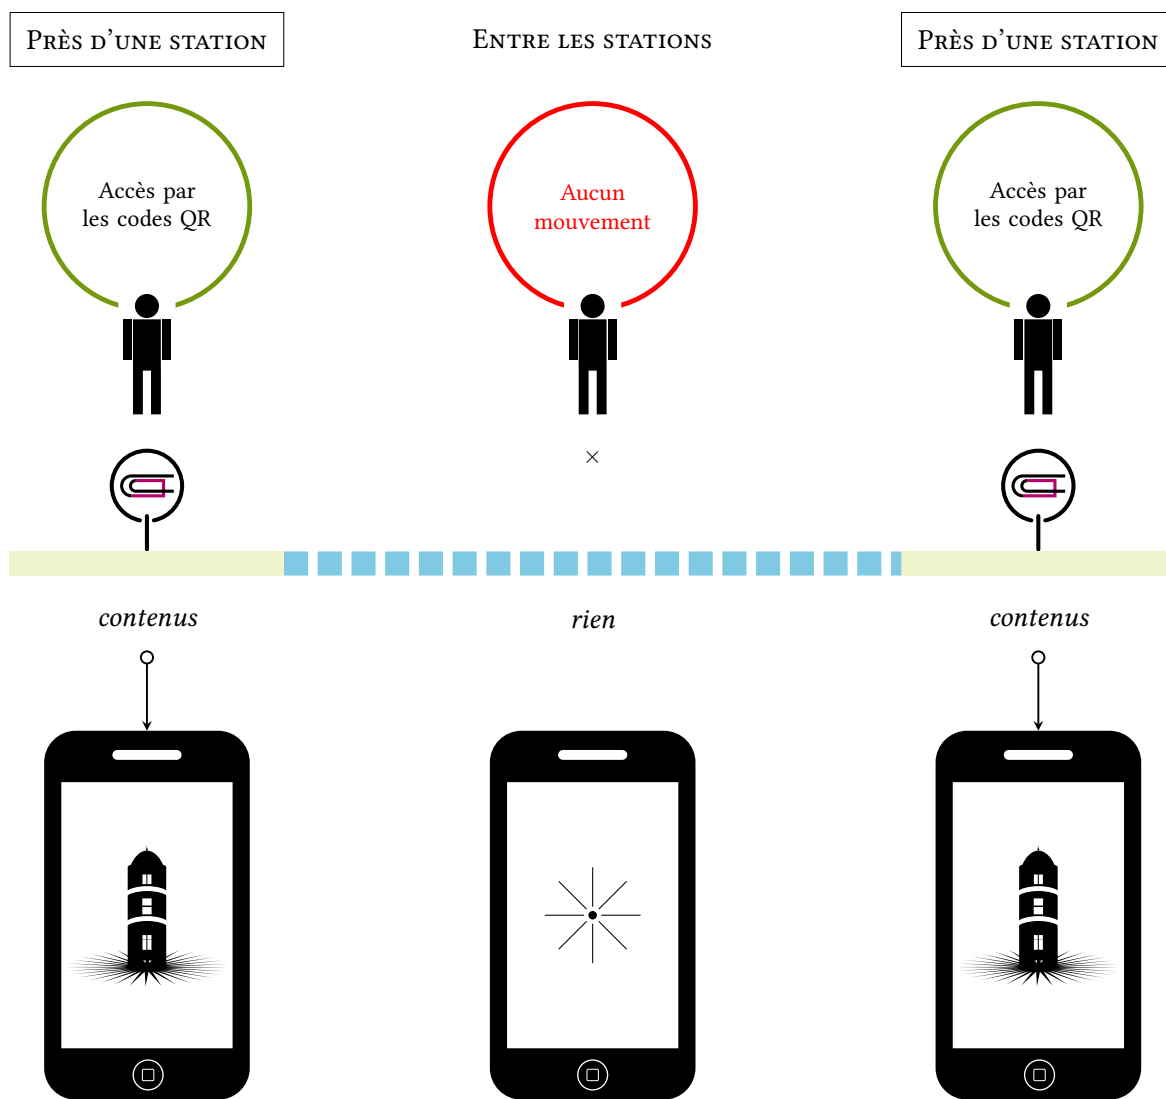 Près d'une station
Entre les stations
Près d'une station
Accès par
les codes QR
Aucun
mouvement
Accès par
les codes QR
×
contenus
rien
contenus